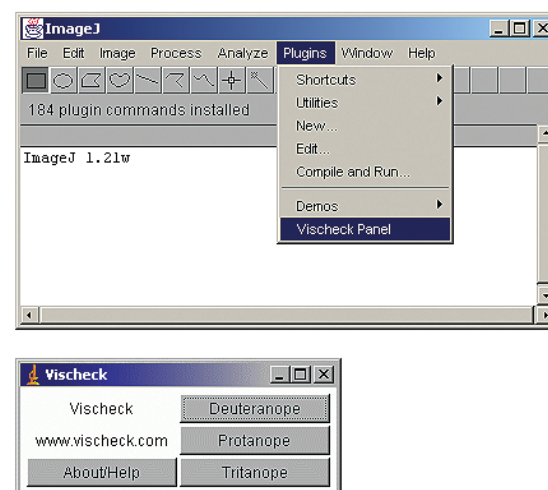 ImageJ
File Edit Image Process Analyze Plugins Window Help
184 plugin commands installed
ImageJ 1.21w
Shortcuts
Utilities
New...
Edit...
Compile and Run...
Demos
Vischeck Panel
Vischeck
Vischeck Deuteranope
www.vischeck.com Protanope
About/Help Tritanope